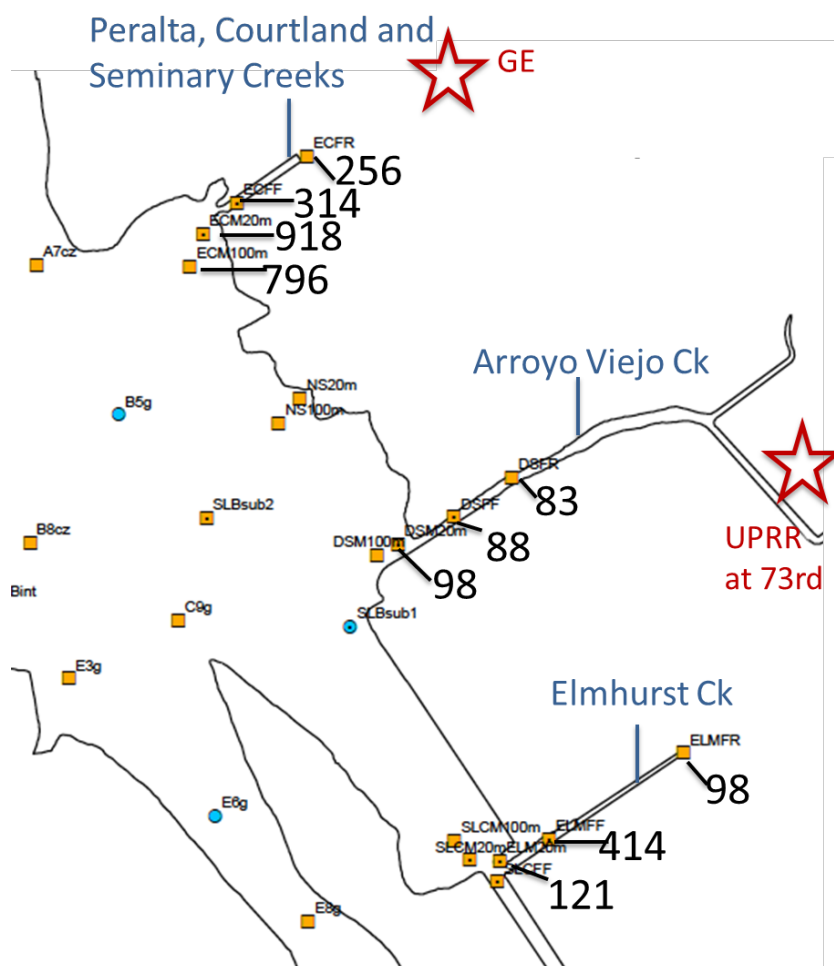 Peralta, Courtland and
Seminary Creeks
GE
ECFR
256
ECFF
314
ECM20m
918
ECM100m
796
A7cz
Arroyo Viejo Ck
NS20m
NS100m
B5g
DSFR
83
SLBsub2
DSPF
88
DSM20m
DSM100m
98
B8cz
UPRR
at 73rd
Bint
C9g
SLBsub1
E3g
Elmhurst Ck
ELMFR
98
E6g
SLCM100m
ELMFF
414
SLCM20m
ELM20m
SLCFF
121
E8g